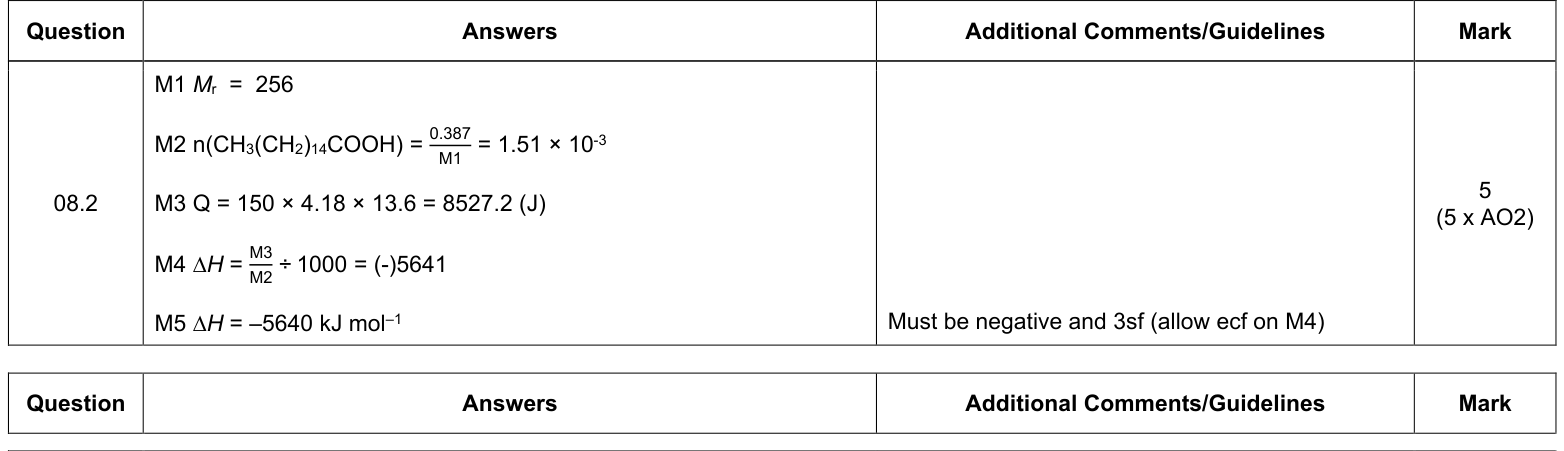 Question Answers Additional Comments/Guidelines Mark
M1 Mᵣ = 256
M2 n(CH₃(CH₂)₁₄COOH) = 0.387/M1 = 1.51 × 10⁻³
08.2
M3 Q = 150 × 4.18 × 13.6 = 8527.2 (J)
5
(5 x AO2)
M4 ∆H = M3/M2 ÷ 1000 = (-)5641
M5 ∆H = –5640 kJ mol⁻¹
Must be negative and 3sf (allow ecf on M4)
Question Answers Additional Comments/Guidelines Mark